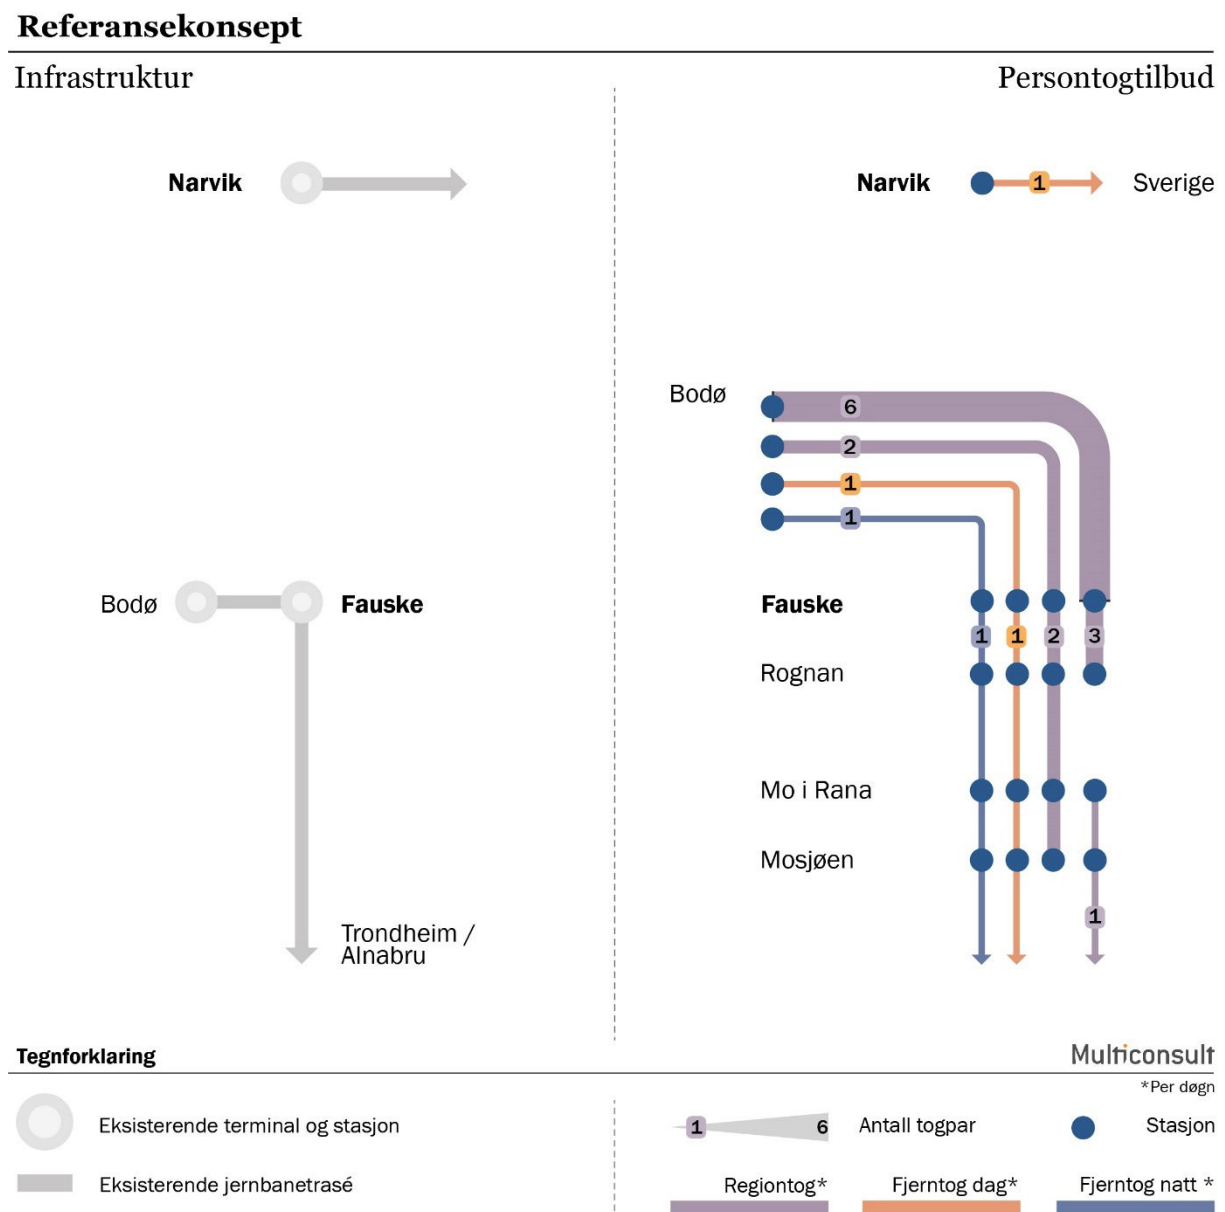 Referansekonsept
Infrastruktur
Persontogtilbud
Narvik
Narvik
1
Sverige
Bodø
6
2
1
1
Bodø
Fauske
Fauske
1
1
2
3
Rognan
Mo i Rana
Mosjøen
1
Trondheim /
Alnabru
Tegnforklaring
Multiconsult
*Per døgn
Eksisterende terminal og stasjon
1
6
Antall togpar
Stasjon
Eksisterende jernbanetrasé
Regiontog*
Fjerntog dag*
Fjerntog natt *